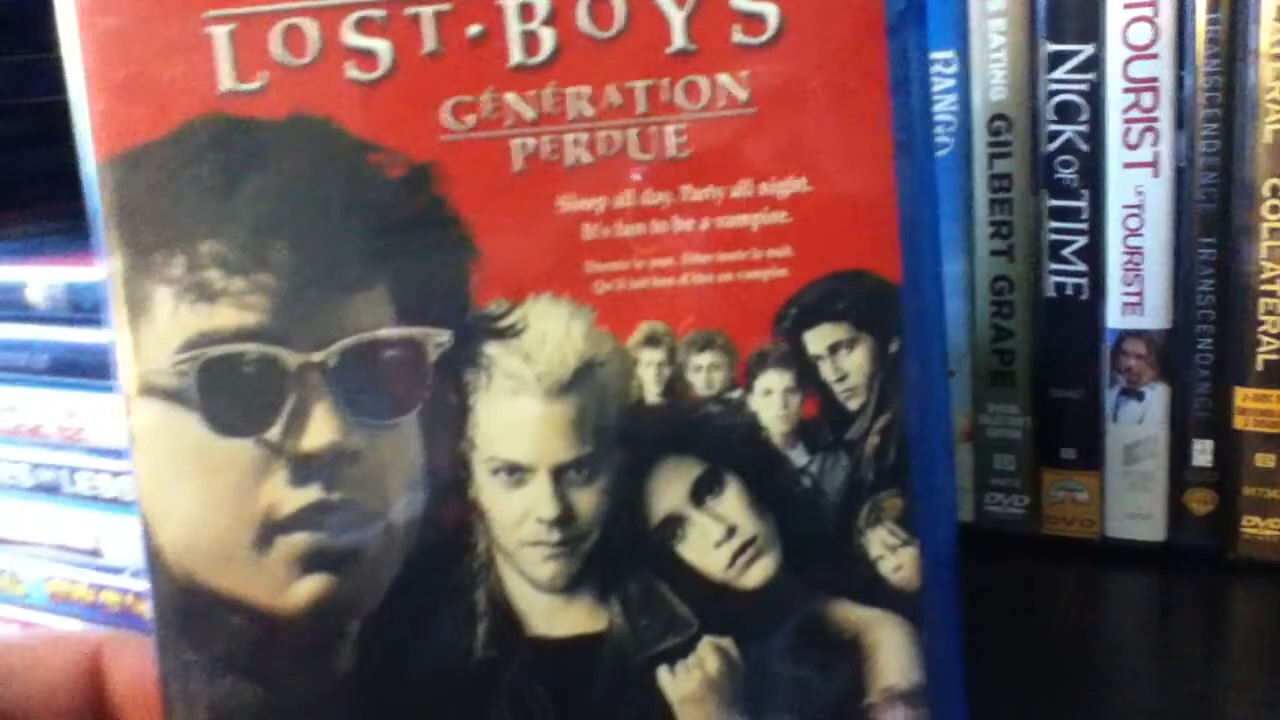 LOST·BOYS
GÉNÉRATION
PERDUE
Sleep all day. Party all night.
It's fun to be a vampire.
RANGO
GILBERT GRAPE
NICK OF TIME
DVD
TOURIST LE TOURISTE
TRANSCENDENCE TRANSCENDANCE
COLLATERAL
DVD
DVD